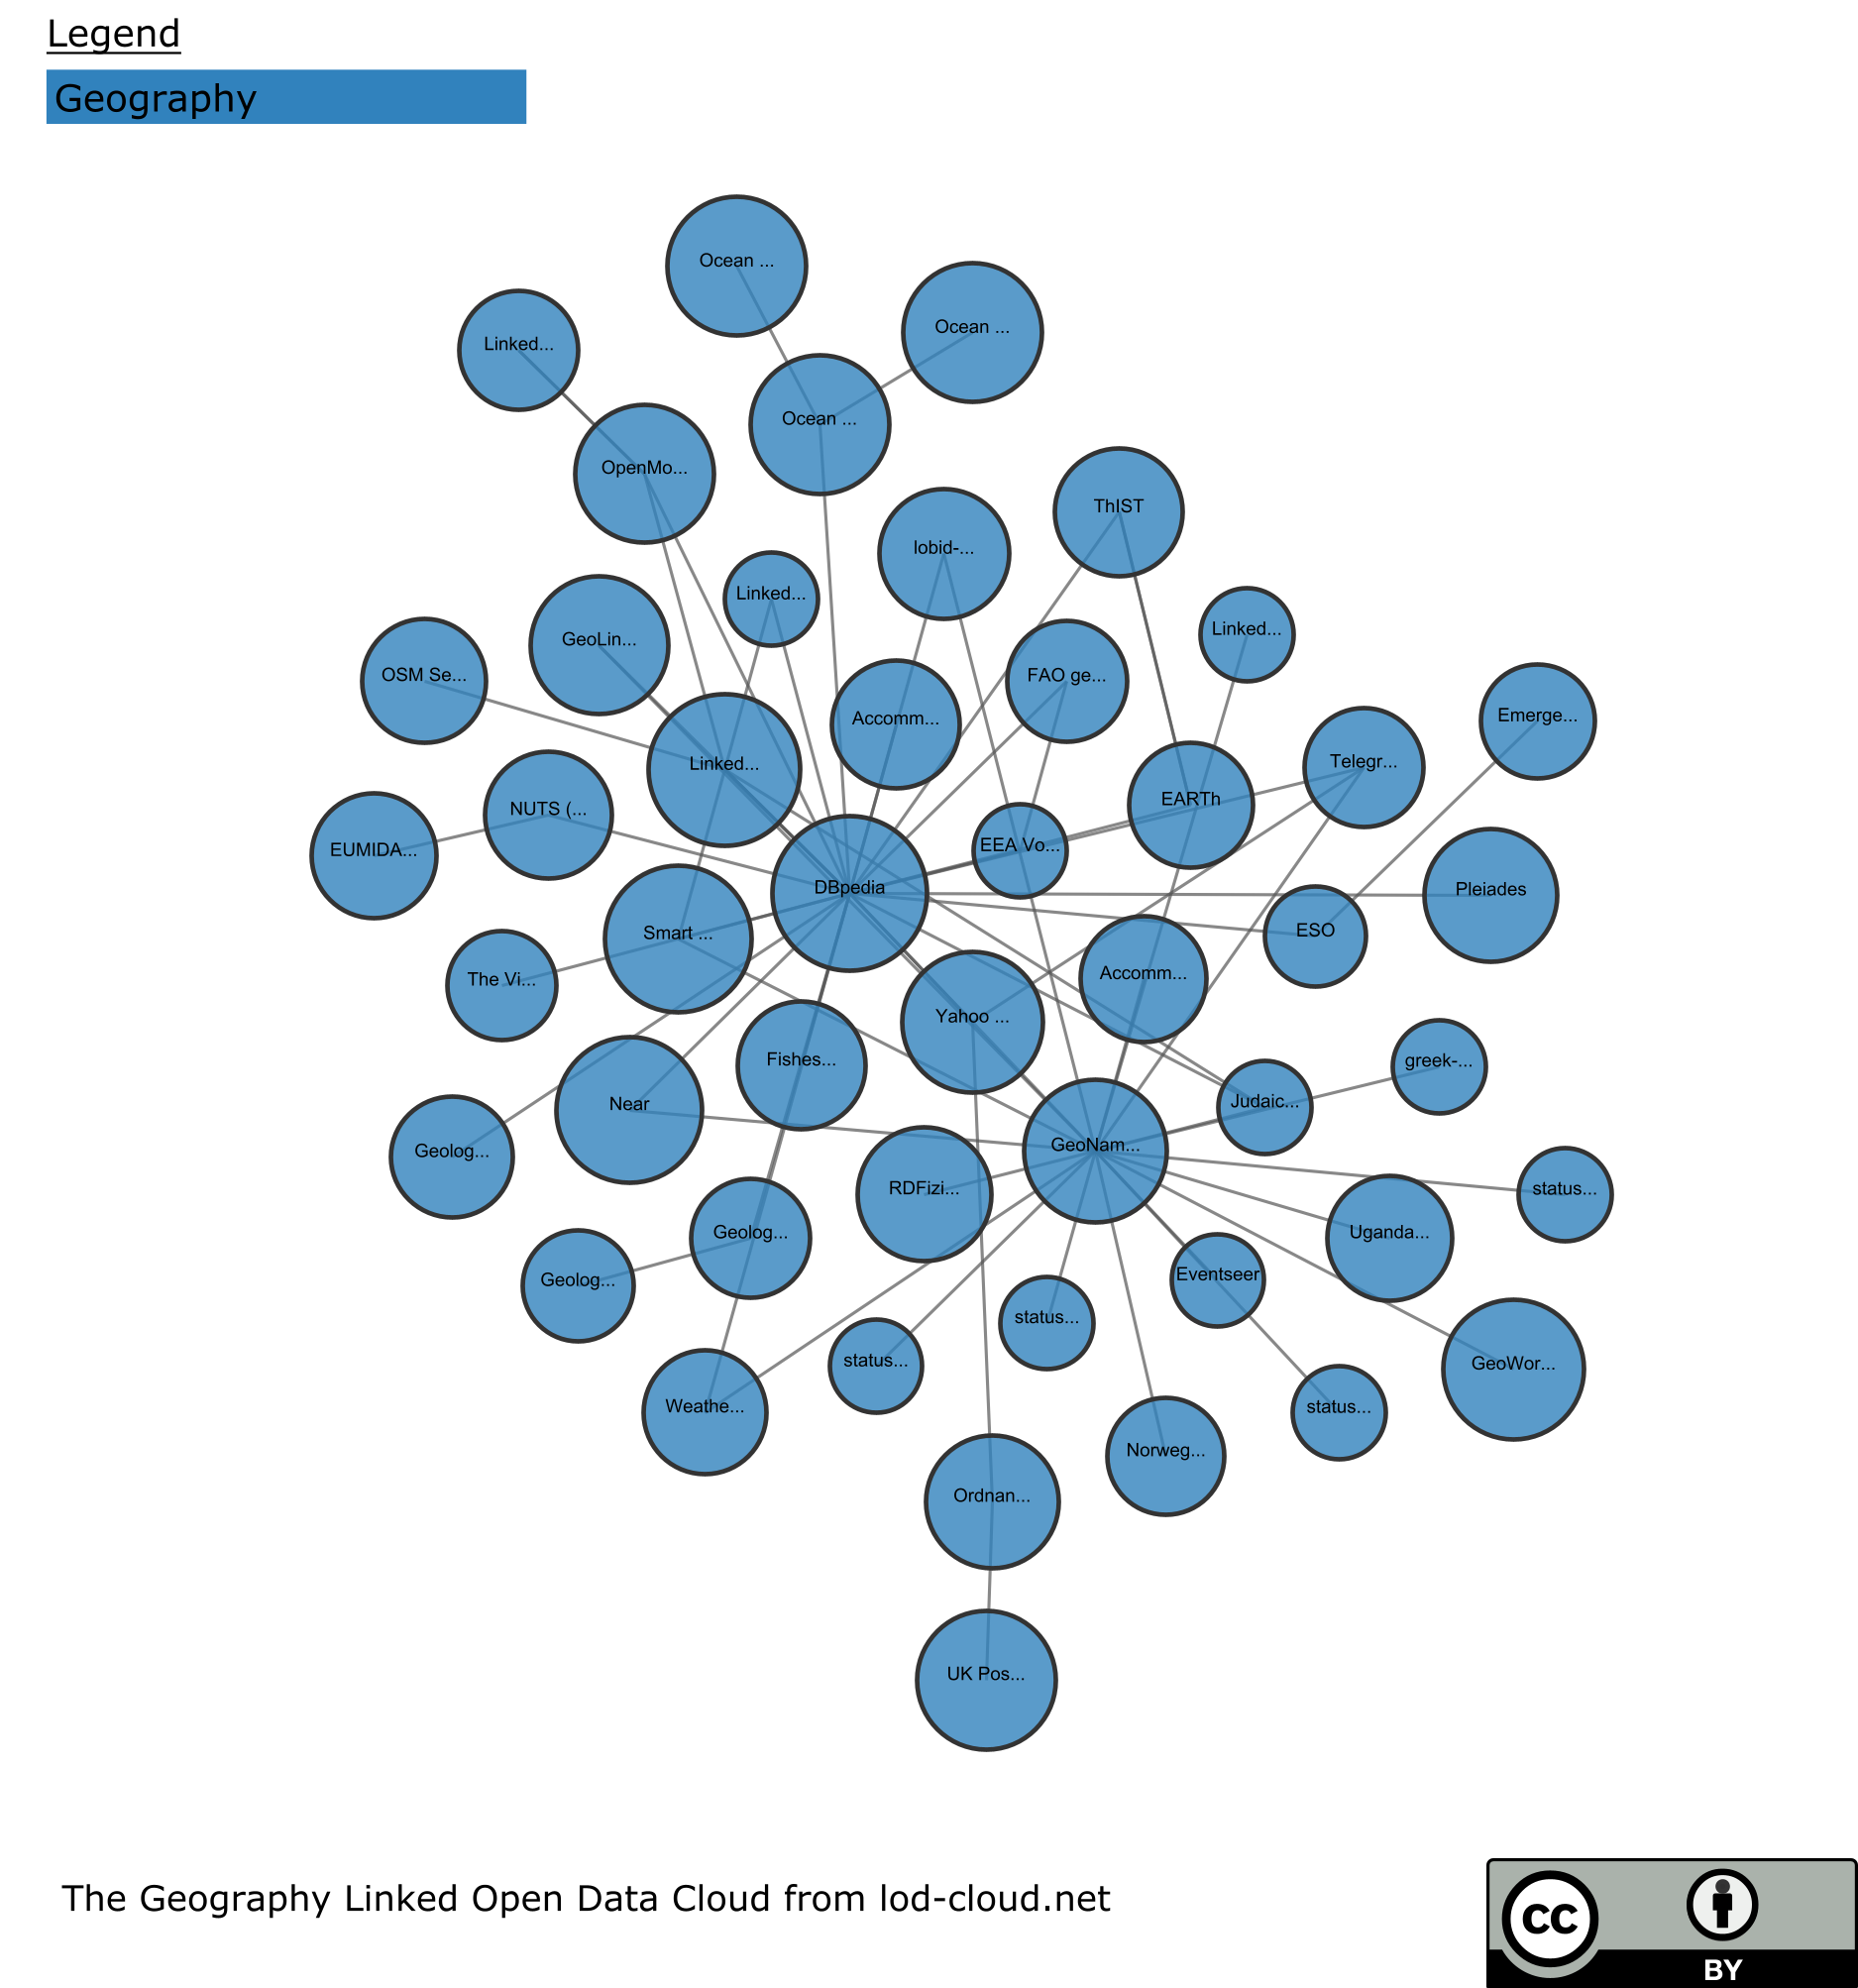 Legend
Geography
Ocean ...
Ocean ...
Linked...
Ocean ...
OpenMo...
ThIST
lobid-...
Linked...
Linked...
GeoLin...
OSM Se...
FAO ge...
Emerge...
Accomm...
Linked...
Telegr...
EARTh
NUTS (...
EEA Vo...
EUMIDA...
DBpedia
Pleiades
ESO
Smart ...
Accomm...
The Vi...
Yahoo ...
Fishes...
greek-...
Near
Judaic...
GeoNam...
Geolog...
RDFizi...
status...
Geolog...
Uganda...
Eventseer
Geolog...
status...
status...
GeoWor...
Weathe...
status...
Norweg...
Ordnan...
UK Pos...
The Geography Linked Open Data Cloud from lod-cloud.net
cc
BY